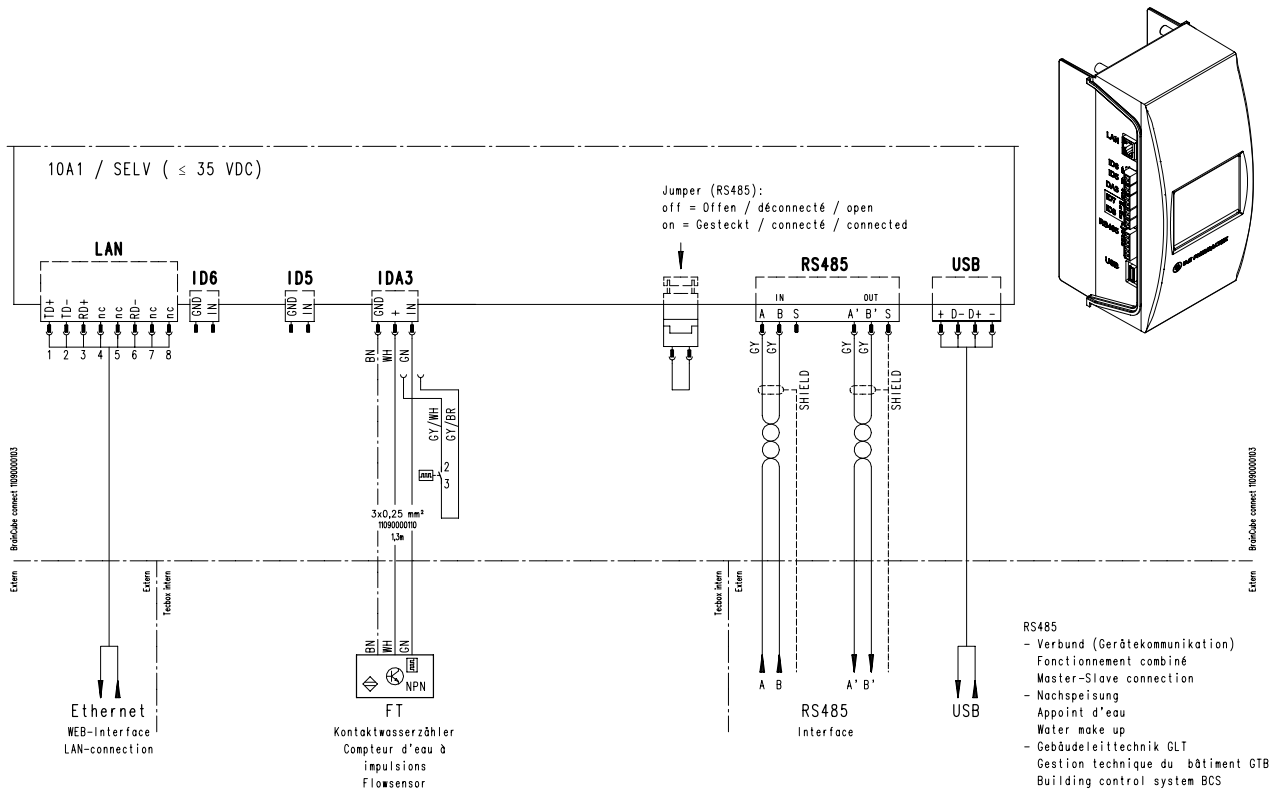 10A1 / SELV ( ≤ 35 VDC)
Jumper (RS485):
off = Offen / déconnecté / open
on = Gesteckt / connecté / connected
LAN
ID6
ID5
IDA3
RS485
USB
TD+
TD-
RD+
nc
nc
RD-
nc
nc
GND
IN
GND
IN
GND
+
IN
IN
OUT
A B S
A' B' S
+ D- D+ -
1 2 3 4 5 6 7 8
BN
WH
GN
GY
GY
GY
GY
SHIELD
SHIELD
GY/WH
GY/BR
2
3
3x0,25 mm²
11090000110
1,3m
BrainCube connect 11090000103
Extern
Extern
Tecbox intern
Tecbox intern
Extern
BrainCube connect 11090000103
Extern
BN
WH
GN
NPN
A B
A' B'
Ethernet
WEB-Interface
LAN-connection
FT
Kontaktwasserzähler
Compteur d'eau à
impulsions
Flowsensor
RS485
Interface
USB
RS485
- Verbund (Gerätekommunikation)
Fonctionnement combiné
Master-Slave connection
- Nachspeisung
Appoint d'eau
Water make up
- Gebäudeleittechnik GLT
Gestion technique du bâtiment GTB
Building control system BCS
LAN
ID6
ID5
ID7
ID8
RS485
USB